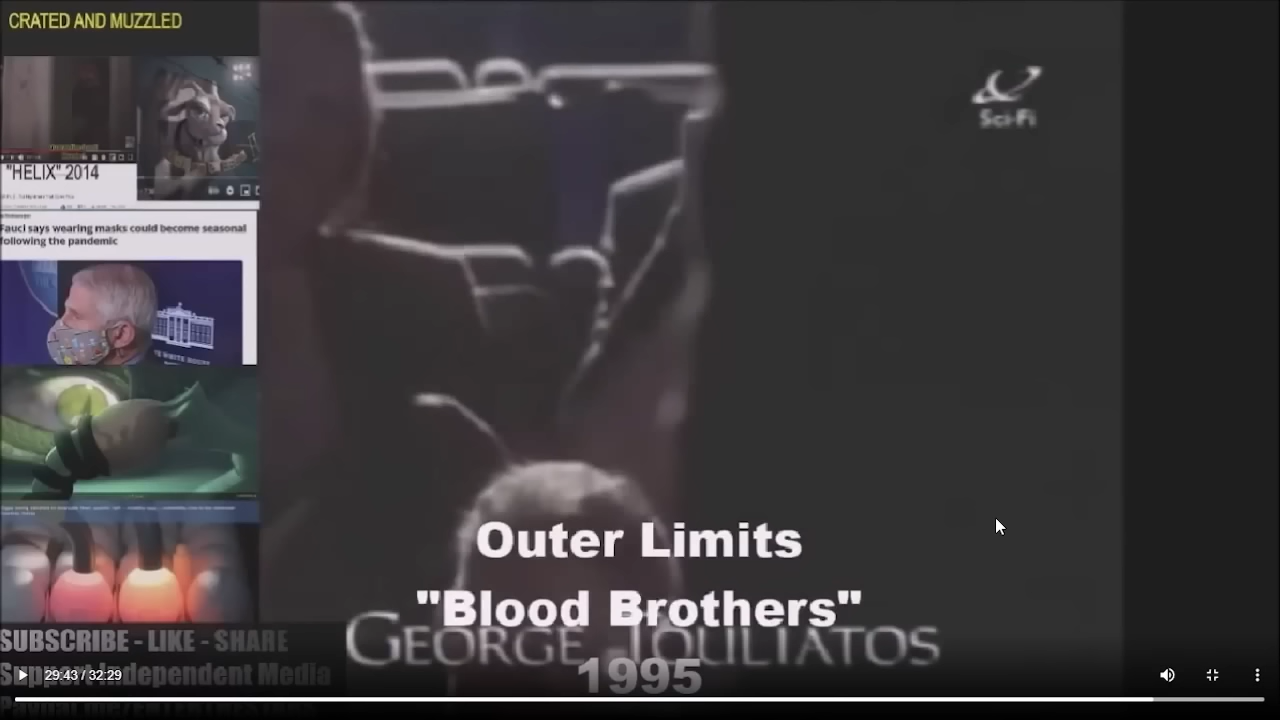 CRATED AND MUZZLED
Sci-Fi
"HELIX" 2014
Fauci says wearing masks could become seasonal
following the pandemic
Outer Limits
"Blood Brothers"
GEORGE TOULIATOS
1995
SUBSCRIBE - LIKE - SHARE
Support Independent Media
29:43 / 32:29